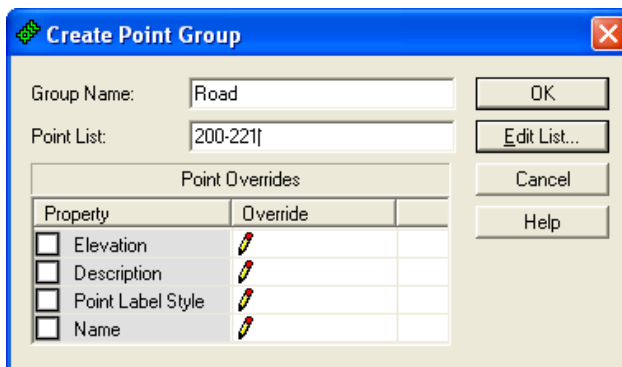 Create Point Group
Group Name: Road OK
Point List: 200-221 Edit List...
Point Overrides Cancel
Property Override Help
Elevation
Description
Point Label Style
Name